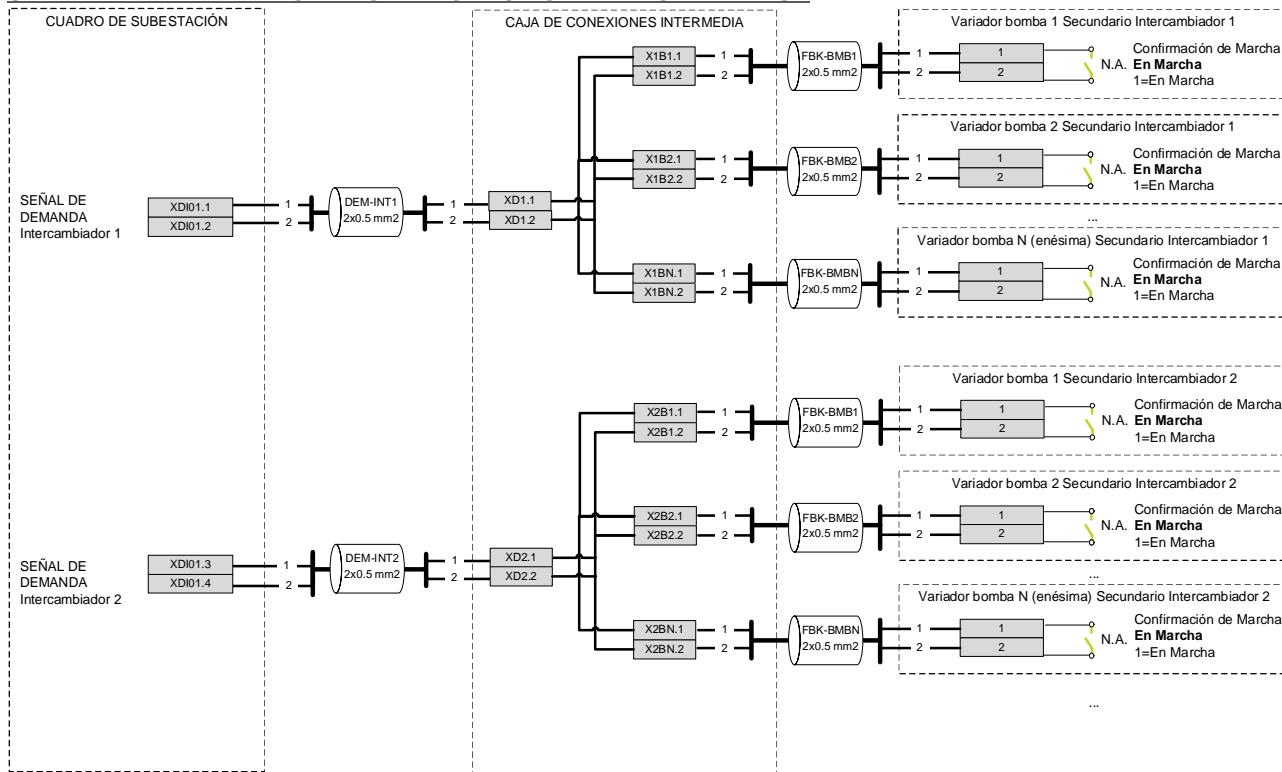 CUADRO DE SUBESTACIÓN
CAJA DE CONEXIONES INTERMEDIA
SEÑAL DE
DEMANDA
Intercambiador 1
XDI01.1
XDI01.2
1
2
DEM-INT1
2x0.5 mm2
1
2
XD1.1
XD1.2
X1B1.1
X1B1.2
1
2
FBK-BMB1
2x0.5 mm2
1
2
Variador bomba 1 Secundario Intercambiador 1
1
2
N.A.
Confirmación de Marcha
En Marcha
1=En Marcha
X1B2.1
X1B2.2
1
2
FBK-BMB2
2x0.5 mm2
1
2
Variador bomba 2 Secundario Intercambiador 1
1
2
N.A.
Confirmación de Marcha
En Marcha
1=En Marcha
...
X1BN.1
X1BN.2
1
2
FBK-BMBN
2x0.5 mm2
1
2
Variador bomba N (enésima) Secundario Intercambiador 1
1
2
N.A.
Confirmación de Marcha
En Marcha
1=En Marcha
SEÑAL DE
DEMANDA
Intercambiador 2
XDI01.3
XDI01.4
1
2
DEM-INT2
2x0.5 mm2
1
2
XD2.1
XD2.2
X2B1.1
X2B1.2
1
2
FBK-BMB1
2x0.5 mm2
1
2
Variador bomba 1 Secundario Intercambiador 2
1
2
N.A.
Confirmación de Marcha
En Marcha
1=En Marcha
X2B2.1
X2B2.2
1
2
FBK-BMB2
2x0.5 mm2
1
2
Variador bomba 2 Secundario Intercambiador 2
1
2
N.A.
Confirmación de Marcha
En Marcha
1=En Marcha
...
X2BN.1
X2BN.2
1
2
FBK-BMBN
2x0.5 mm2
1
2
Variador bomba N (enésima) Secundario Intercambiador 2
1
2
N.A.
Confirmación de Marcha
En Marcha
1=En Marcha
...